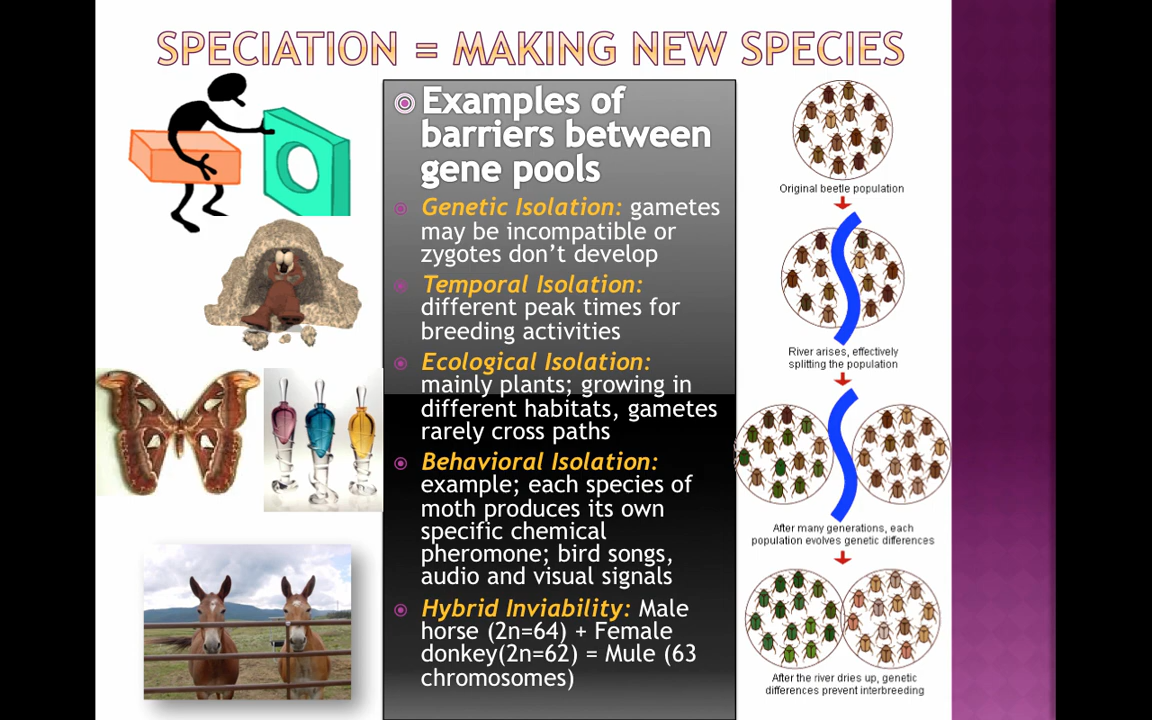 SPECIATION = MAKING NEW SPECIES
Examples of
barriers between
gene pools
Genetic Isolation: gametes
may be incompatible or
zygotes don't develop
Temporal Isolation:
different peak times for
breeding activities
Ecological Isolation:
mainly plants; growing in
different habitats, gametes
rarely cross paths
Behavioral Isolation:
example; each species of
moth produces its own
specific chemical
pheromone; bird songs,
audio and visual signals
Hybrid Inviability: Male
horse (2n=64) + Female
donkey(2n=62) = Mule (63
chromosomes)
Original beetle population
River arises, effectively
splitting the population
After many generations, each
population evolves genetic differences
After the river dries up, genetic
differences prevent interbreeding